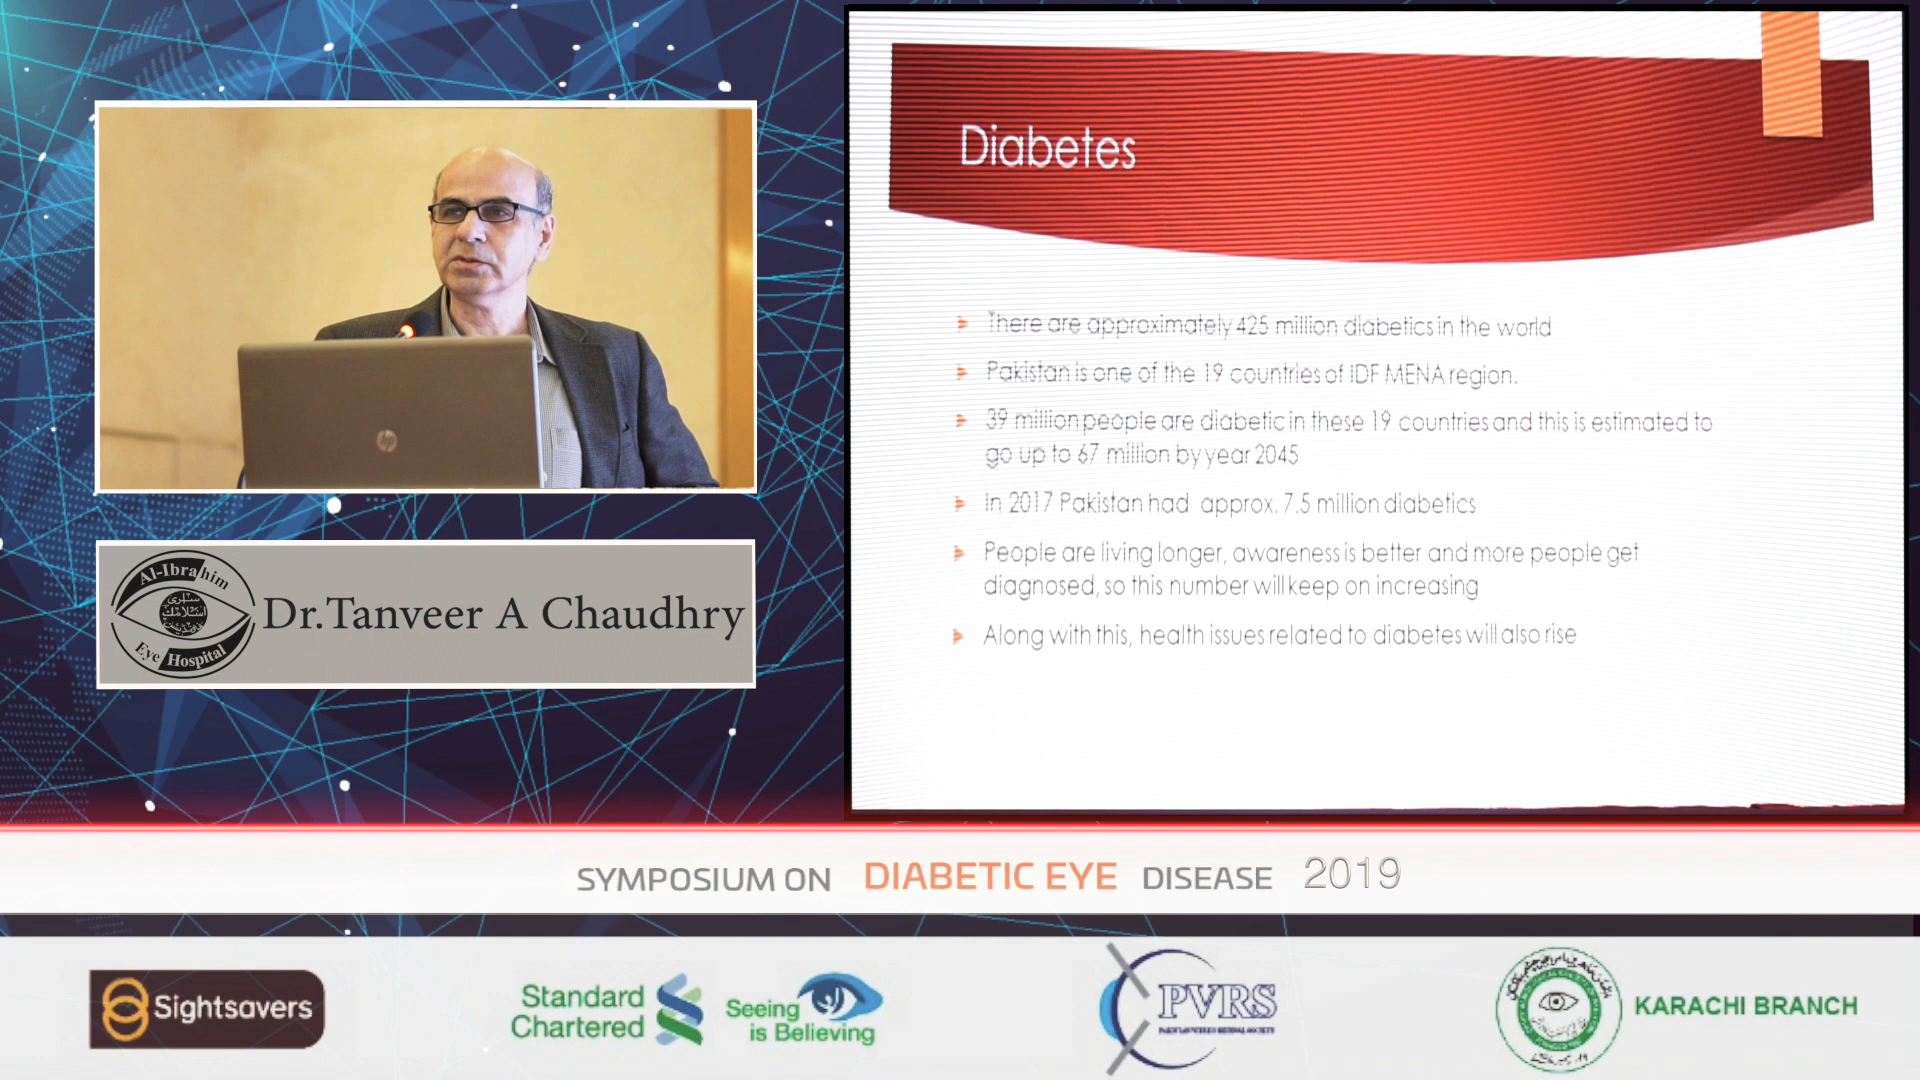 Diabetes
There are approximately 425 million diabetics in the world
Pakistan is one of the 19 countries of IDF MENA region.
39 million people are diabetic in these 19 countries and this is estimated to
go up to 67 million by year 2045
In 2017 Pakistan had approx. 7.5 million diabetics
People are living longer, awareness is better and more people get
diagnosed, so this number will keep on increasing
Along with this, health issues related to diabetes will also rise
hp
Al-Ibrahim
Eye Hospital
Dr.Tanveer A Chaudhry
SYMPOSIUM ON DIABETIC EYE DISEASE 2019
Sightsavers
Standard
Chartered
Seeing
is Believing
PVRS
KARACHI BRANCH